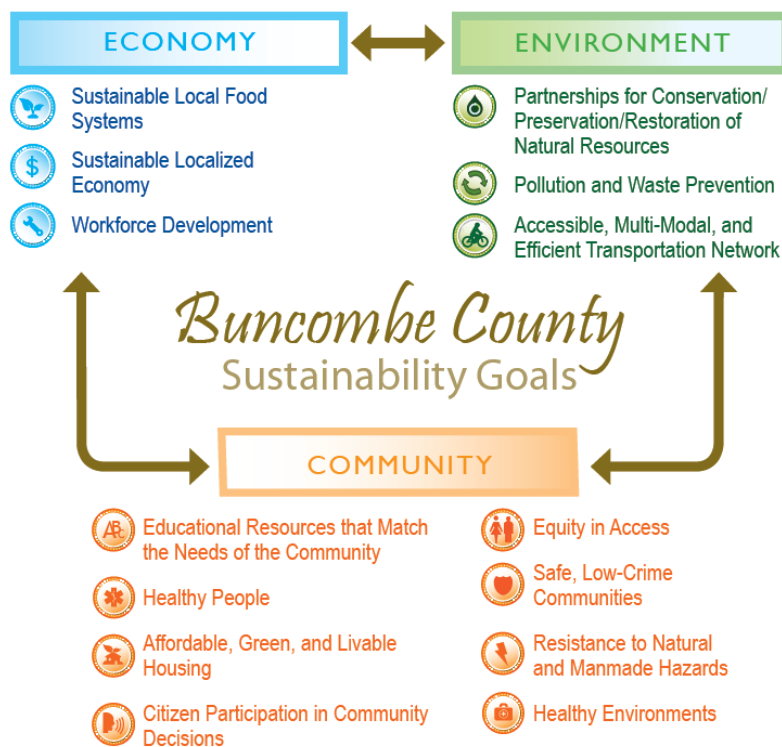 ECONOMY
Sustainable Local Food
Systems
Sustainable Localized
Economy
Workforce Development
ENVIRONMENT
Partnerships for Conservation/
Preservation/Restoration of
Natural Resources
Pollution and Waste Prevention
Accessible, Multi-Modal, and
Efficient Transportation Network
Buncombe County
Sustainability Goals
COMMUNITY
ABC
Educational Resources that Match
the Needs of the Community
Healthy People
Affordable, Green, and Livable
Housing
Citizen Participation in Community
Decisions
Equity in Access
Safe, Low-Crime
Communities
Resistance to Natural
and Manmade Hazards
Healthy Environments